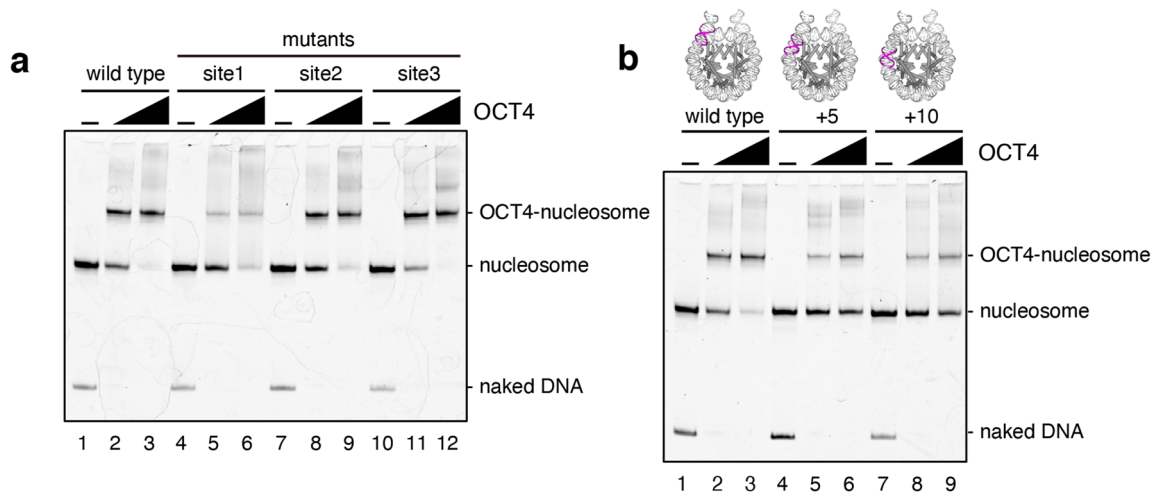 a
mutants
wild type site1 site2 site3
OCT4
OCT4-nucleosome
nucleosome
naked DNA
1 2 3 4 5 6 7 8 9 10 11 12
b
wild type +5 +10
OCT4
OCT4-nucleosome
nucleosome
naked DNA
1 2 3 4 5 6 7 8 9